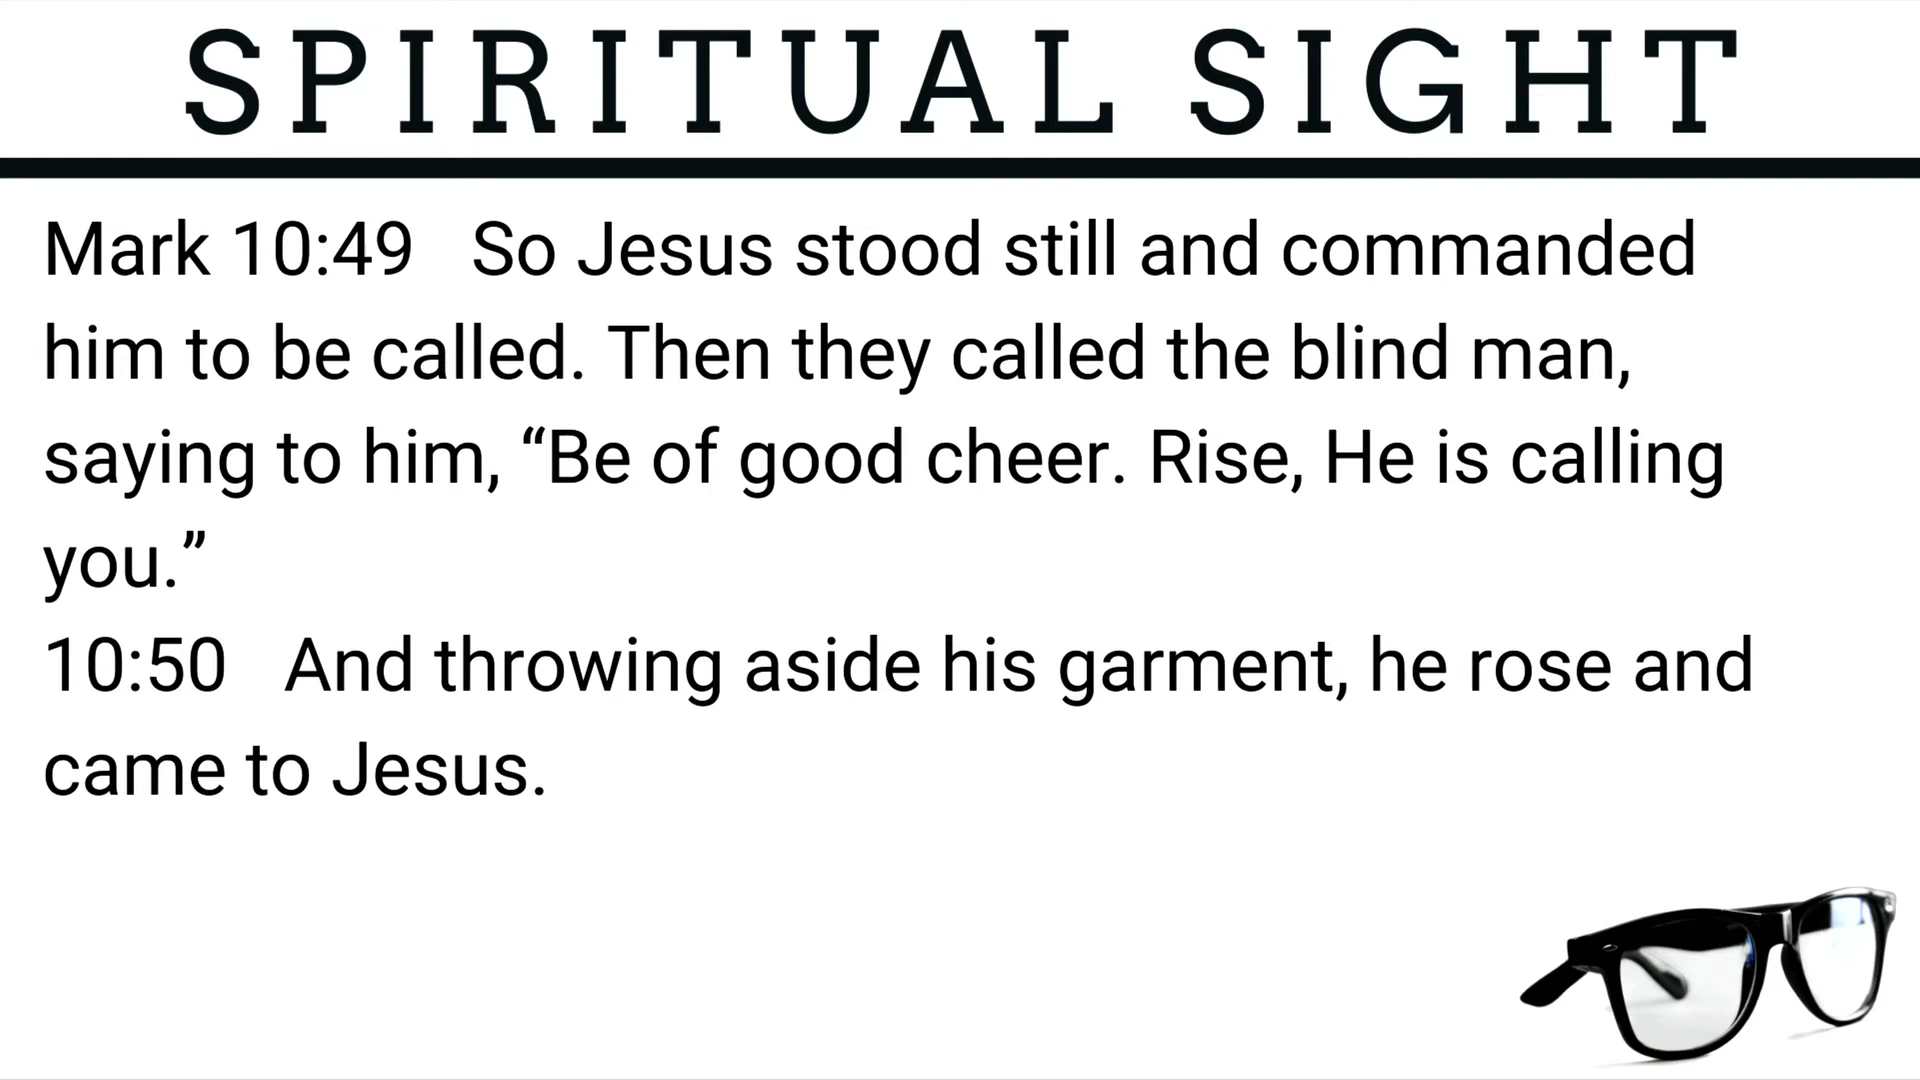 SPIRITUAL SIGHT
Mark 10:49   So Jesus stood still and commanded
him to be called. Then they called the blind man,
saying to him, “Be of good cheer. Rise, He is calling
you.”
10:50   And throwing aside his garment, he rose and
came to Jesus.